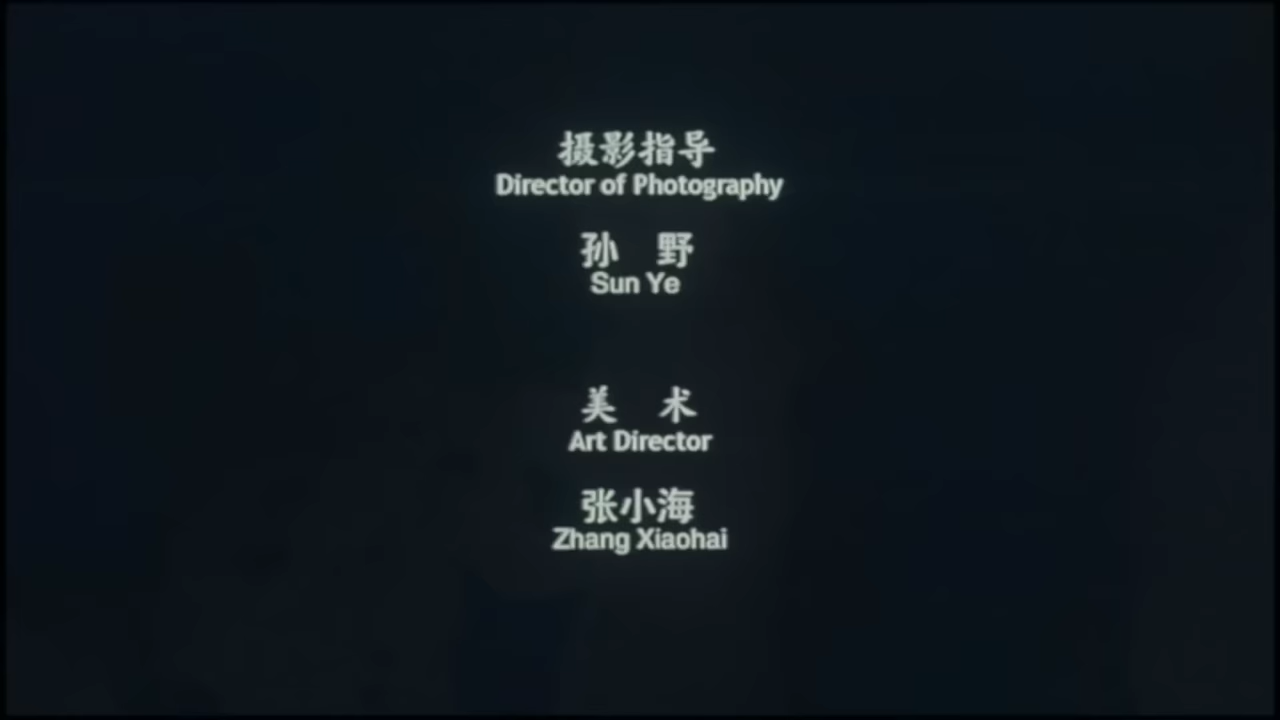 摄影指导
Director of Photography
孙　野
Sun Ye
美　术
Art Director
张小海
Zhang Xiaohai